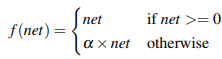 f(net) = { net if net >= 0
α × net otherwise